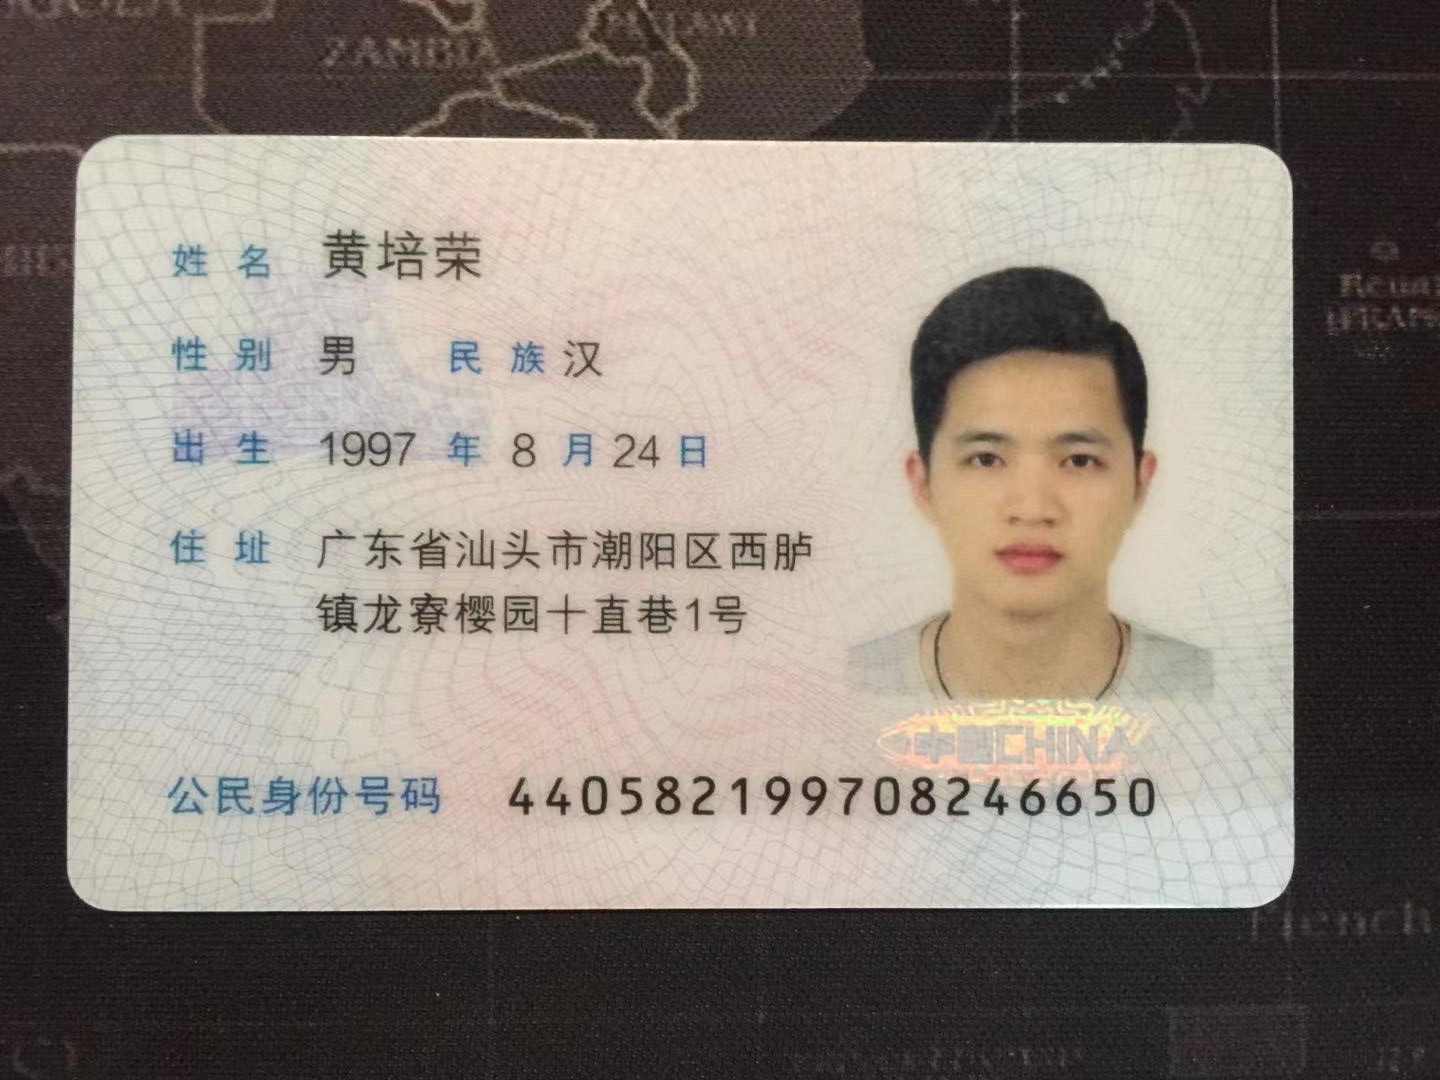 ZAMBIA
姓名 黄培荣
性别 男 民族 汉
出生 1997 年 8 月 24 日
住址 广东省汕头市潮阳区西胪
镇龙寮樱园十直巷1号
中国CHINA
公民身份号码 440582199708246650
French